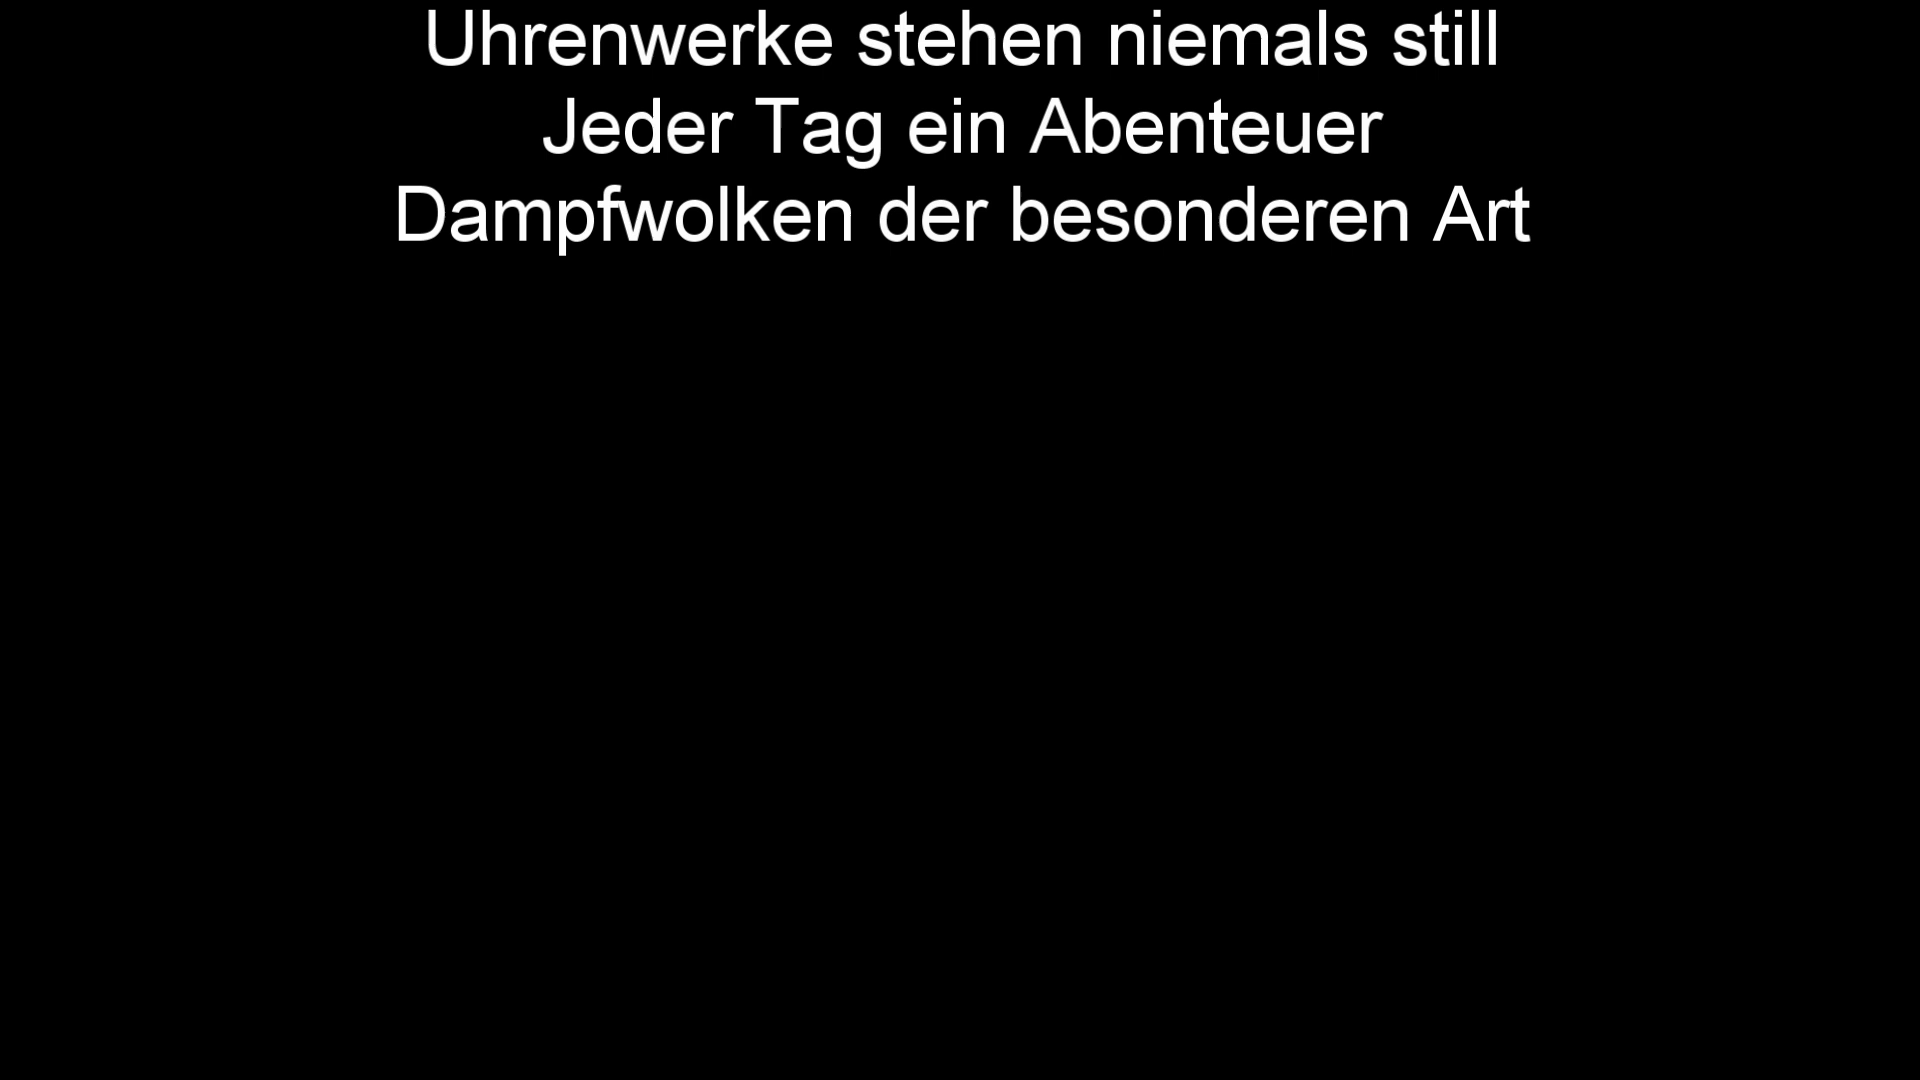 Uhrenwerke stehen niemals still
Jeder Tag ein Abenteuer
Dampfwolken der besonderen Art